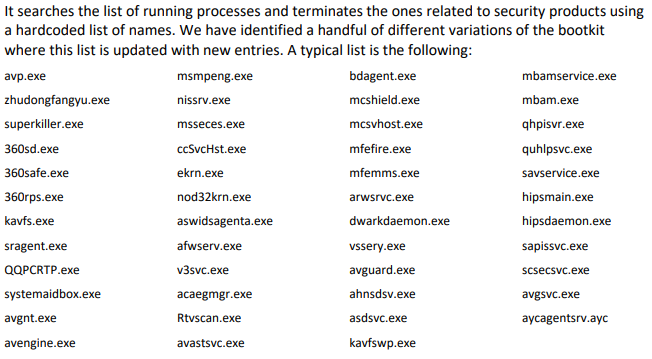 It searches the list of running processes and terminates the ones related to security products using
a hardcoded list of names. We have identified a handful of different variations of the bootkit
where this list is updated with new entries. A typical list is the following:
avp.exe msmpeng.exe bdagent.exe mbamservice.exe
zhudongfangyu.exe nissrv.exe mcshield.exe mbam.exe
superkiller.exe msseces.exe mcsvhost.exe qhpisvr.exe
360sd.exe ccSvcHst.exe mfefire.exe quhlpsvc.exe
360safe.exe ekrn.exe mfemms.exe savservice.exe
360rps.exe nod32krn.exe arwsrvc.exe hipsmain.exe
kavfs.exe aswidsagenta.exe dwarkdaemon.exe hipsdaemon.exe
sragent.exe afwserv.exe vssery.exe sapissvc.exe
QQPCRTP.exe v3svc.exe avguard.exe scsecsvc.exe
systemaidbox.exe acaegmgr.exe ahnsdsv.exe avgsvc.exe
avgnt.exe Rtvscan.exe asdsvc.exe aycagentsrv.ayc
avengine.exe avastsvc.exe kavfswp.exe